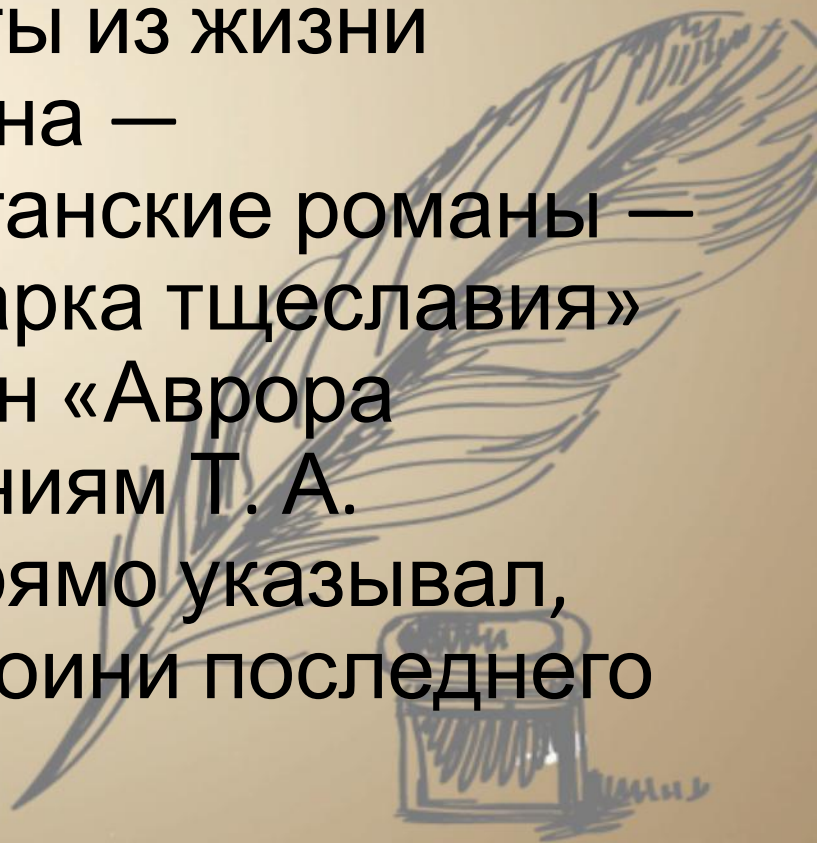 ты из жизни
на —
танские романы —
арка тщеславия»
н «Аврора
ниям Т. А.
рямо указывал,
оини последнего